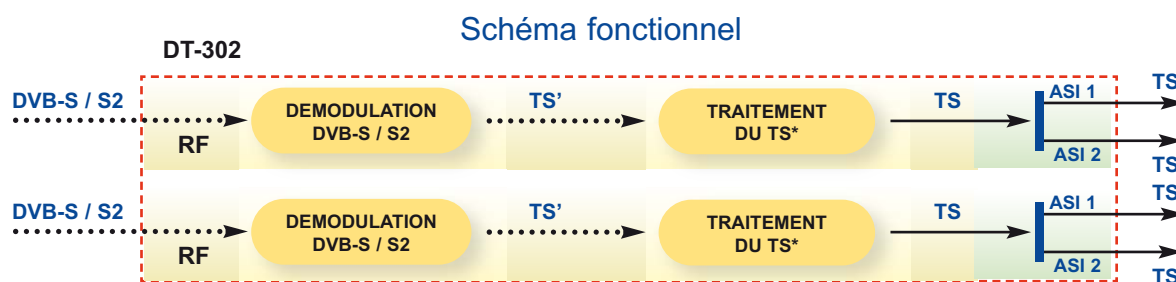 Schéma fonctionnel
DT-302
DVB-S / S2
RF
DEMODULATION
DVB-S / S2
TS’
TRAITEMENT
DU TS*
TS
ASI 1
ASI 2
TS
TS
DVB-S / S2
RF
DEMODULATION
DVB-S / S2
TS’
TRAITEMENT
DU TS*
TS
ASI 1
ASI 2
TS
TS